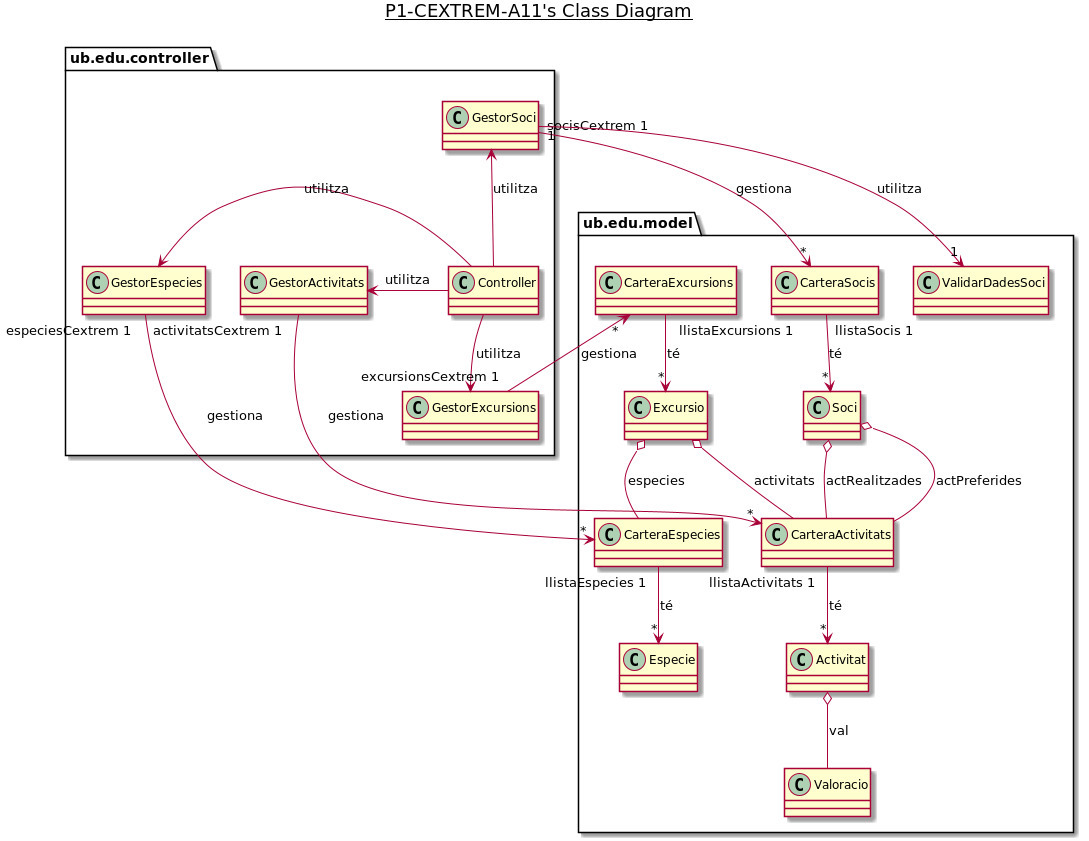 P1-CEXTREM-A11's Class Diagram
ub.edu.controller
C GestorSoci
socisCextrem 1
1
utilitza
utilitza
gestiona
utilitza
ub.edu.model
*
1
C GestorEspecies
C GestorActivitats
utilitza
C Controller
C CarteraExcursions
C CarteraSocis
C ValidarDadesSoci
especiesCextrem 1
activitatsCextrem 1
*
llistaExcursions 1
llistaSocis 1
utilitza
gestiona
té
té
excursionsCextrem 1
*
*
C GestorExcursions
C Excursio
C Soci
gestiona
gestiona
especies
activitats
actRealitzades
actPreferides
*
*
C CarteraEspecies
C CarteraActivitats
llistaEspecies 1
llistaActivitats 1
té
té
*
*
C Especie
C Activitat
val
C Valoracio